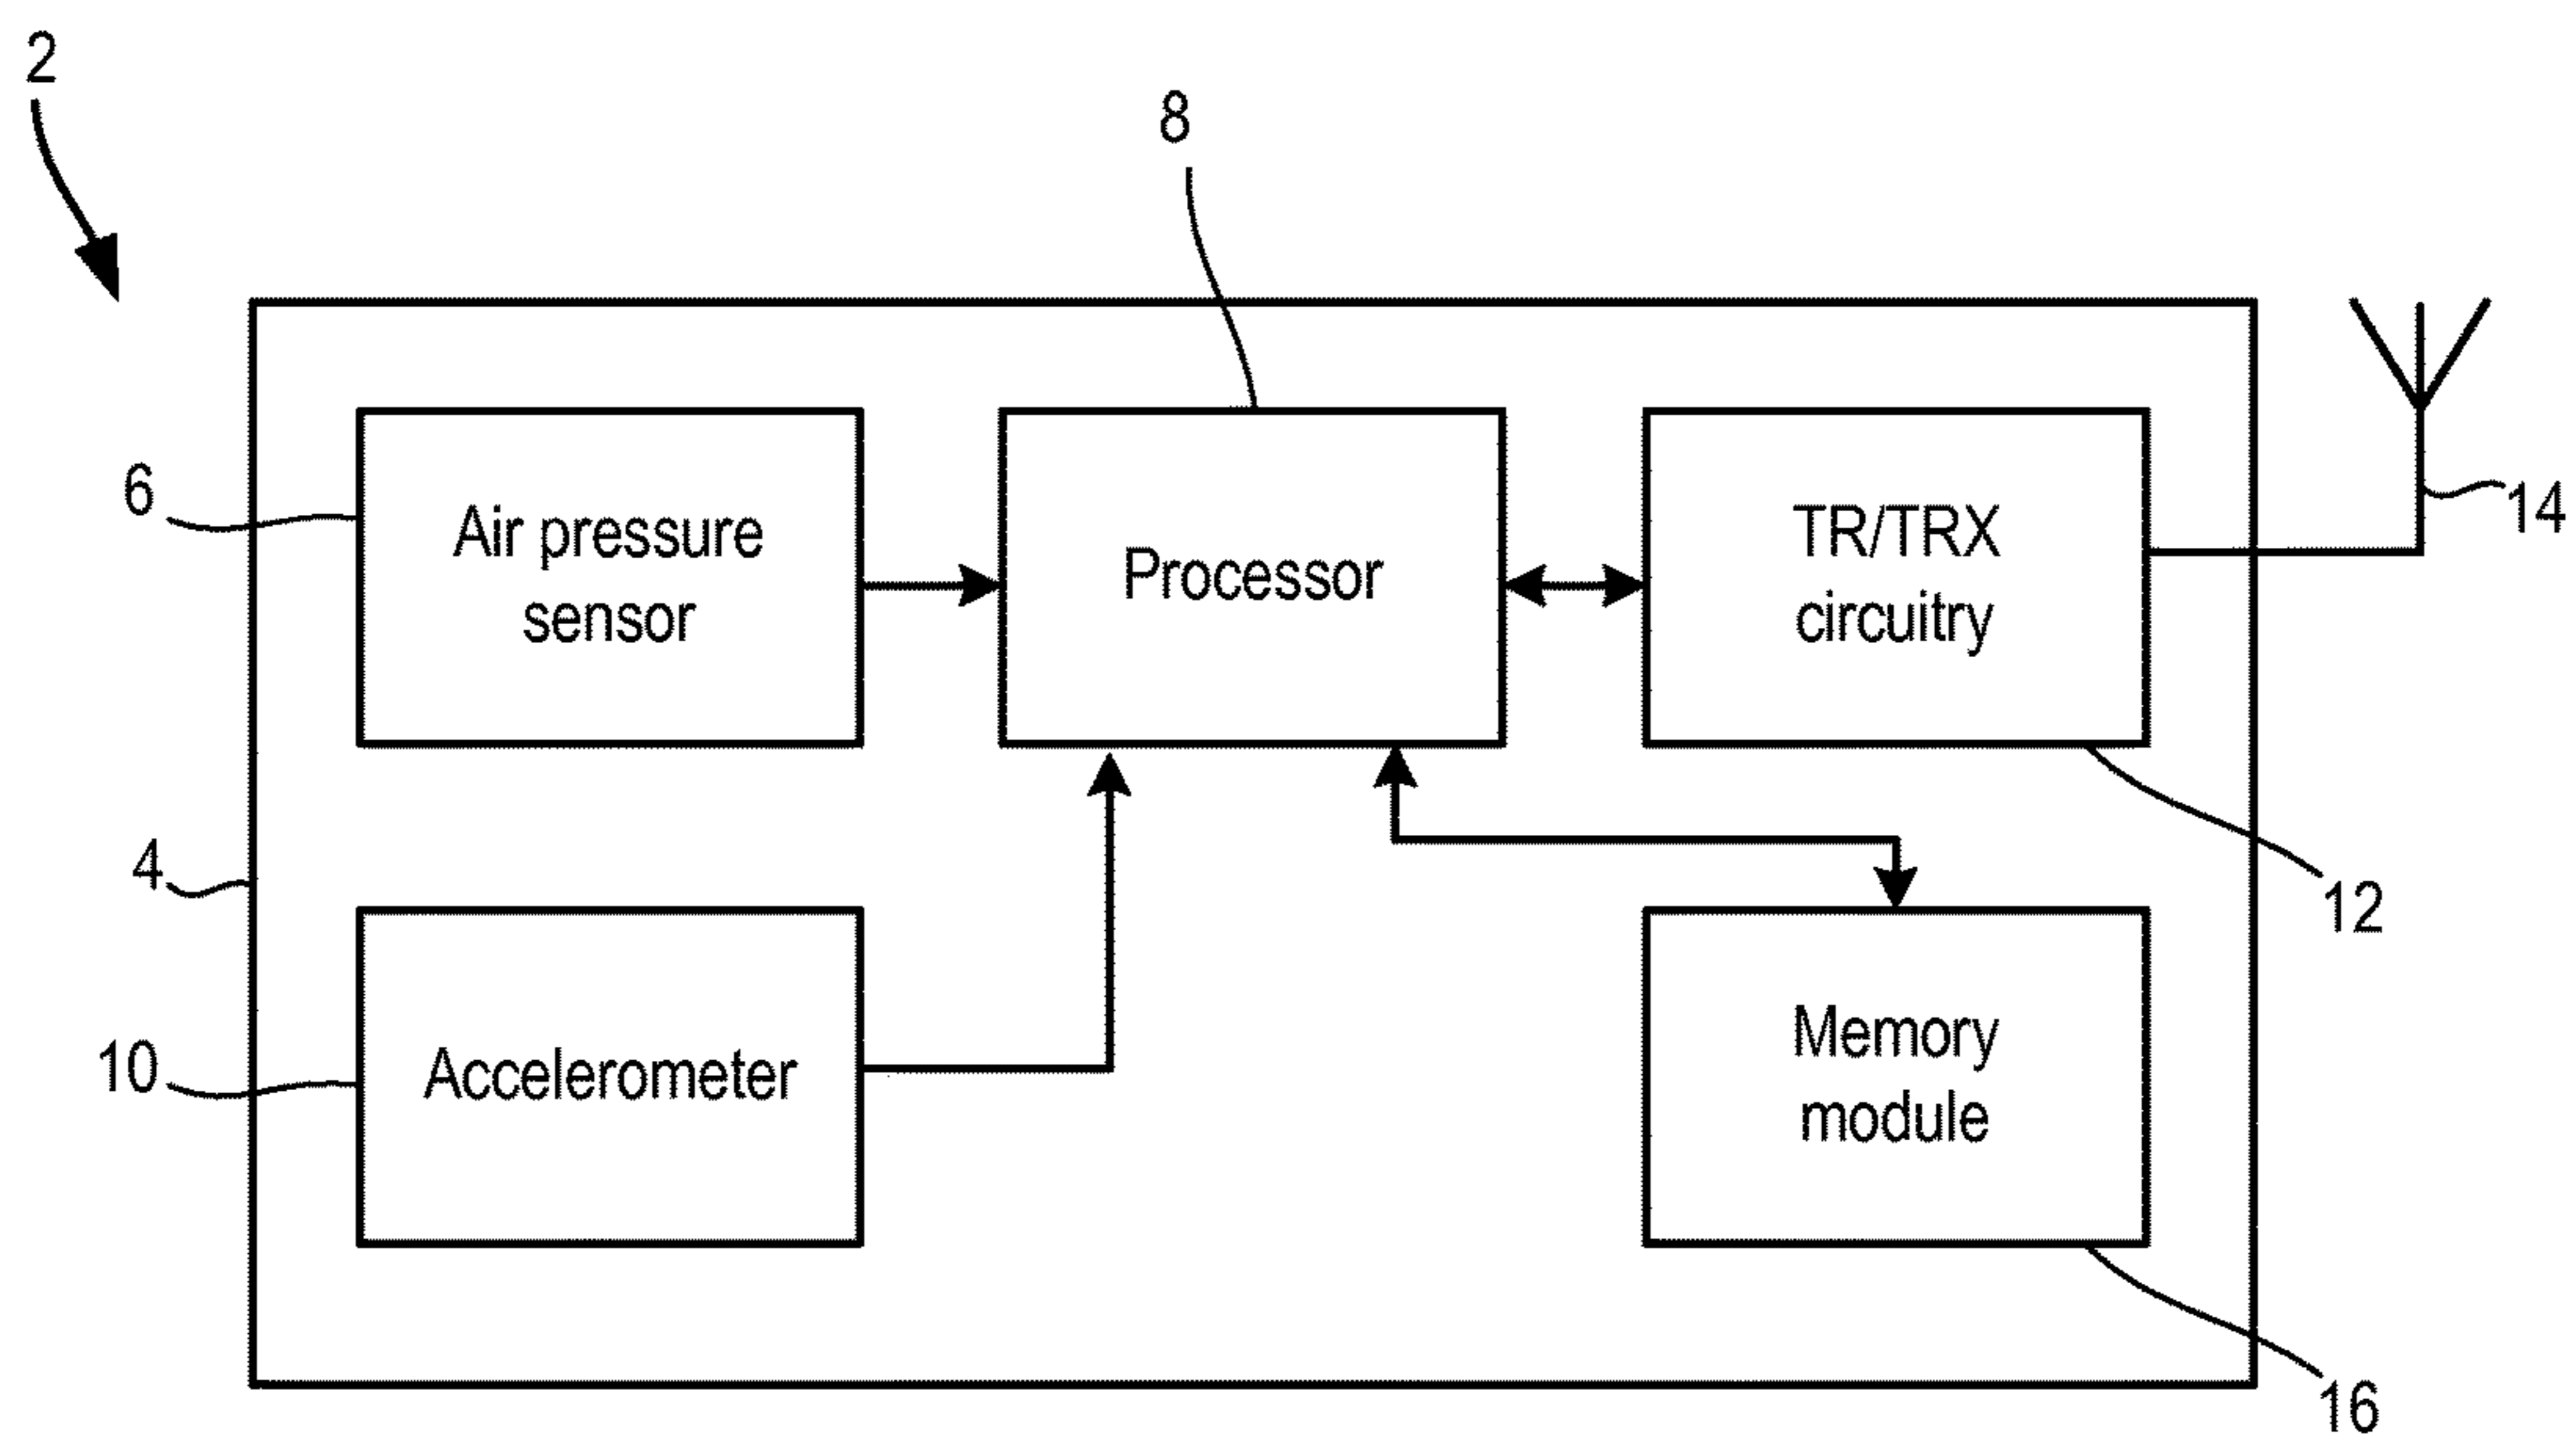 2
8
6
Air pressure
sensor
Processor
TR/TRX
circuitry
14
4
12
10
Accelerometer
Memory
module
16